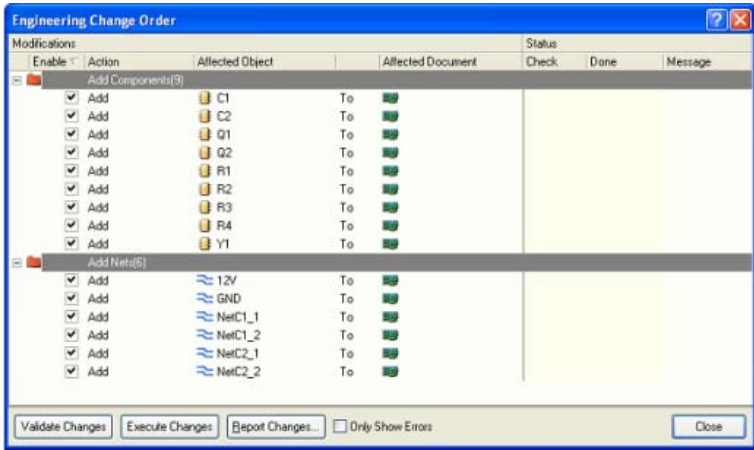 Engineering Change Order
Modifications Status
Enable Action Affected Object Affected Document Check Done Message
Add Components(9)
Add C1 To
Add C2 To
Add Q1 To
Add Q2 To
Add R1 To
Add R2 To
Add R3 To
Add R4 To
Add Y1 To
Add Nets(6)
Add 12V To
Add GND To
Add NetC1_1 To
Add NetC1_2 To
Add NetC2_1 To
Add NetC2_2 To
Validate Changes Execute Changes Report Changes... Only Show Errors Close